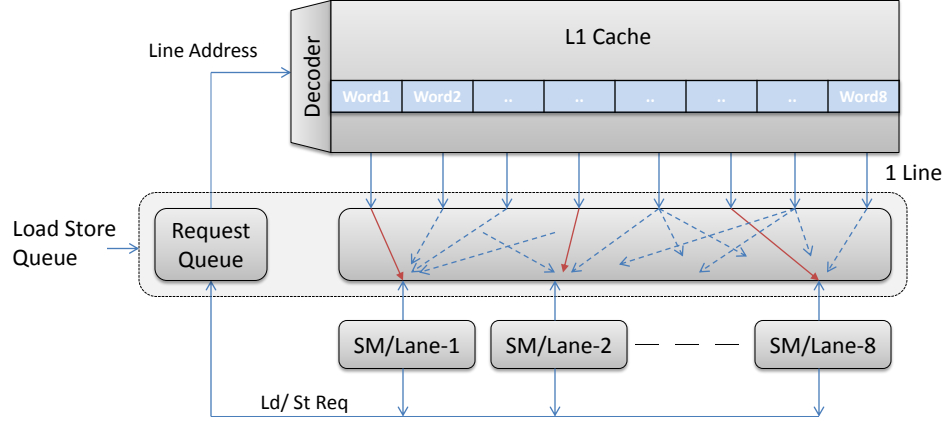 L1 Cache
Line Address
Decoder
Word1 Word2 .. .. .. .. .. Word8
1 Line
Load Store
Queue
Request
Queue
SM/Lane-1 SM/Lane-2 SM/Lane-8
Ld/ St Req